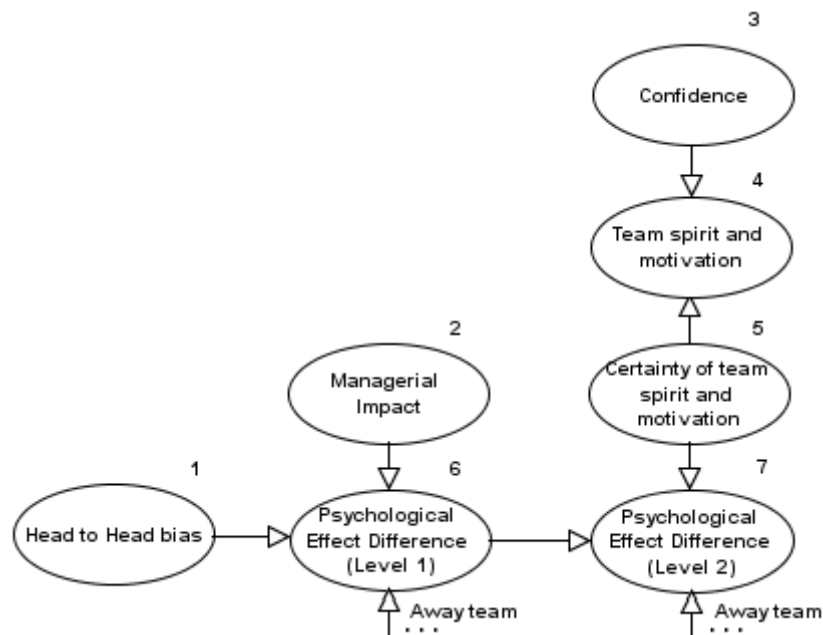 3
Confidence
4
Team spirit and
motivation
2
5
Managerial
Impact
Certainty of team
spirit and
motivation
1
6
7
Head to Head bias
Psychological
Effect Difference
(Level 1)
Psychological
Effect Difference
(Level 2)
Away team
...
Away team
...